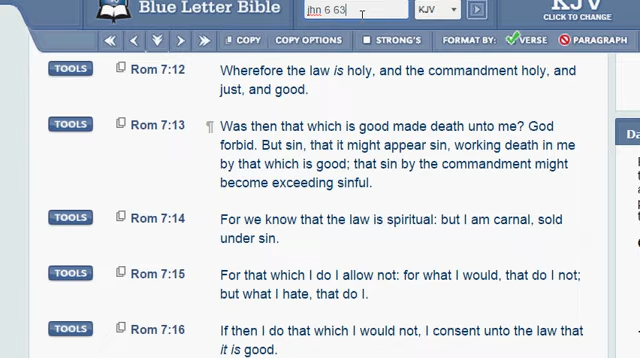 Blue Letter Bible
jhn 6 63
KJV
KJV
CLICK TO CHANGE
COPY
COPY OPTIONS
STRONG'S
FORMAT BY:
VERSE
PARAGRAPH
TOOLS
Rom 7:12
Wherefore the law is holy, and the commandment holy, and
just, and good.
TOOLS
Rom 7:13
¶ Was then that which is good made death unto me? God
forbid. But sin, that it might appear sin, working death in me
by that which is good; that sin by the commandment might
become exceeding sinful.
TOOLS
Rom 7:14
For we know that the law is spiritual: but I am carnal, sold
under sin.
TOOLS
Rom 7:15
For that which I do I allow not: for what I would, that do I not;
but what I hate, that do I.
TOOLS
Rom 7:16
If then I do that which I would not, I consent unto the law that
it is good.
Da